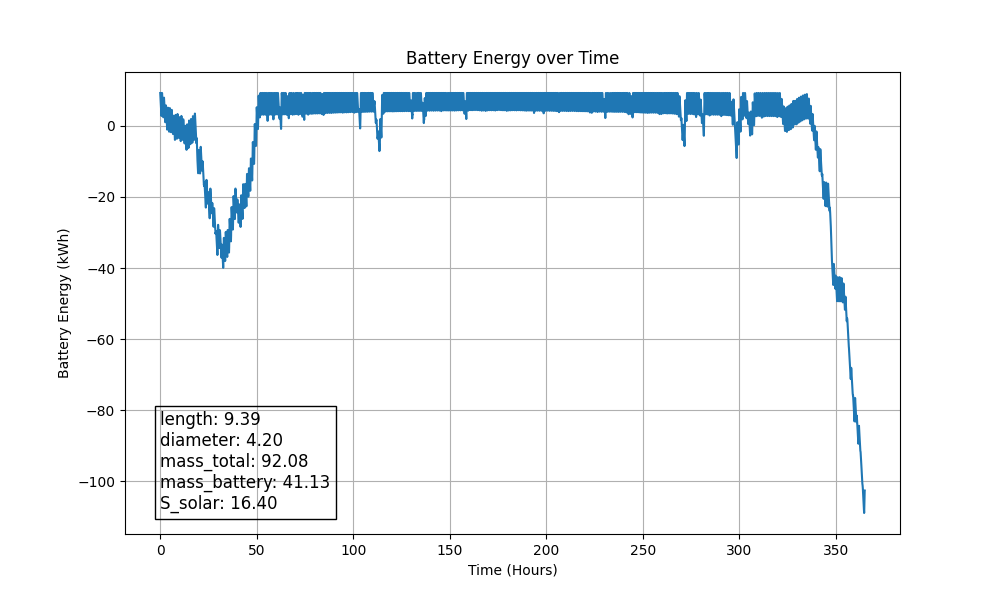 Battery Energy over Time
Battery Energy (kWh)
0
−20
−40
−60
−80
−100
length: 9.39
diameter: 4.20
mass_total: 92.08
mass_battery: 41.13
S_solar: 16.40
0 50 100 150 200 250 300 350
Time (Hours)